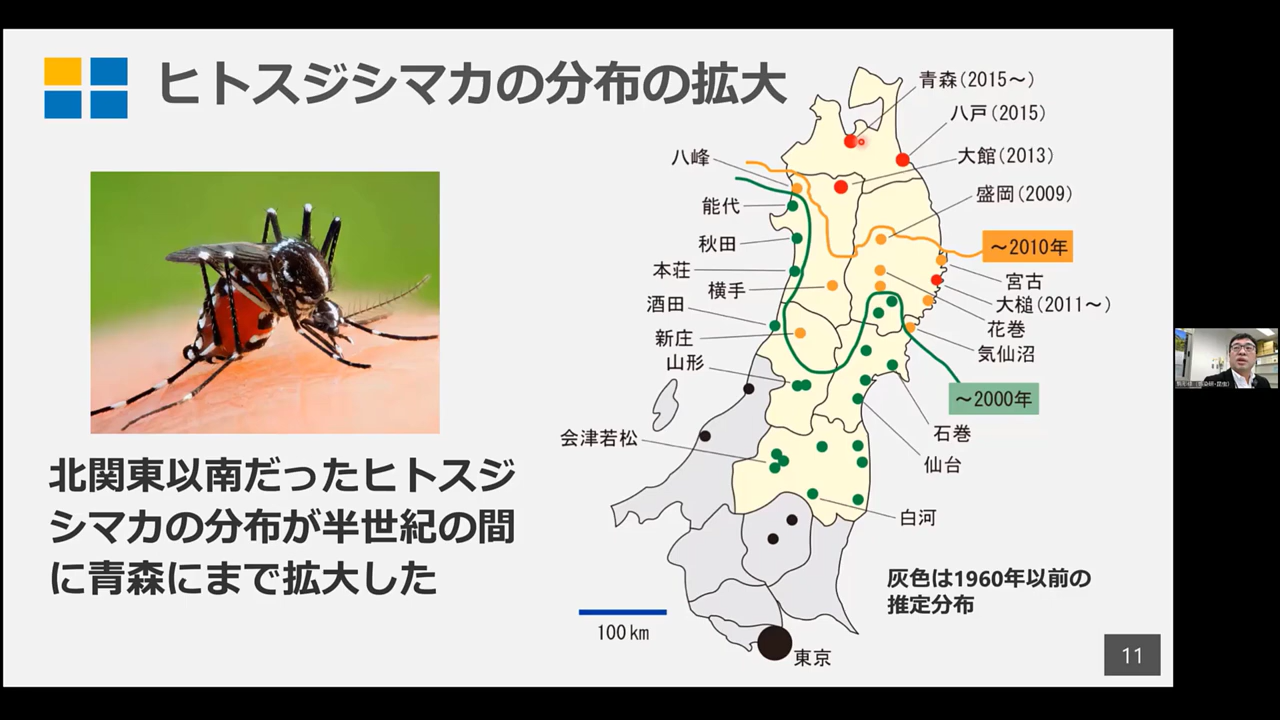 ヒトスジシマカの分布の拡大
青森(2015～)
八戸(2015)
大館(2013)
盛岡(2009)
～2010年
宮古
大槌(2011～)
花巻
気仙沼
～2000年
石巻
仙台
白河
八峰
能代
秋田
本荘
横手
酒田
新庄
山形
会津若松
北関東以南だったヒトスジ
シマカの分布が半世紀の間
に青森にまで拡大した
灰色は1960年以前の
推定分布
100 km
東京
11